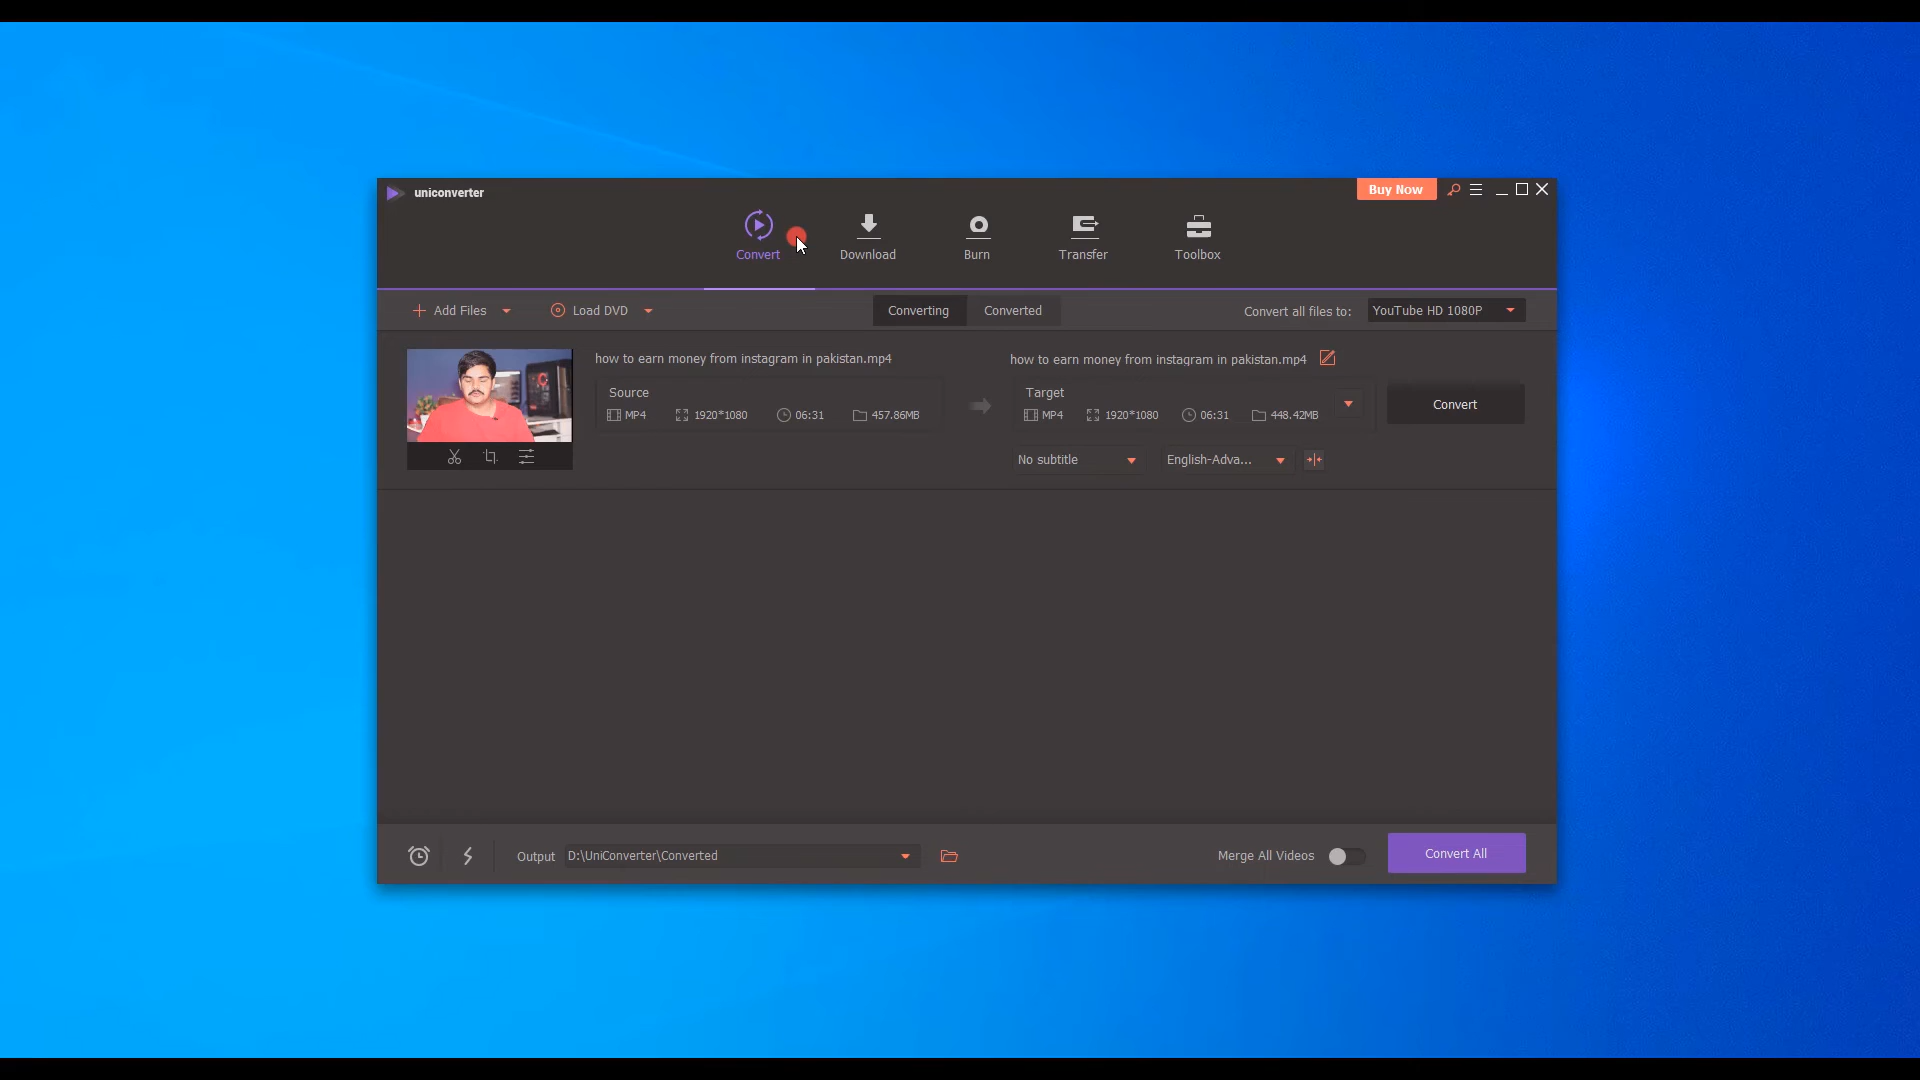 uniconverter
Buy Now
Convert
Download
Burn
Transfer
Toolbox
Add Files
Load DVD
Converting
Converted
Convert all files to:
YouTube HD 1080P
how to earn money from instagram in pakistan.mp4
how to earn money from instagram in pakistan.mp4
Source
MP4 1920*1080 06:31 457.86MB
Target
MP4 1920*1080 06:31 448.42MB
Convert
No subtitle
English-Adva...
Output
D:\UniConverter\Converted
Merge All Videos
Convert All